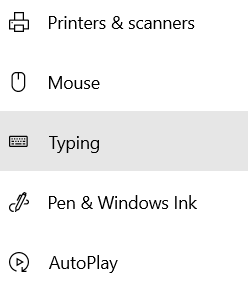 Printers & scanners
Mouse
Typing
Pen & Windows Ink
AutoPlay